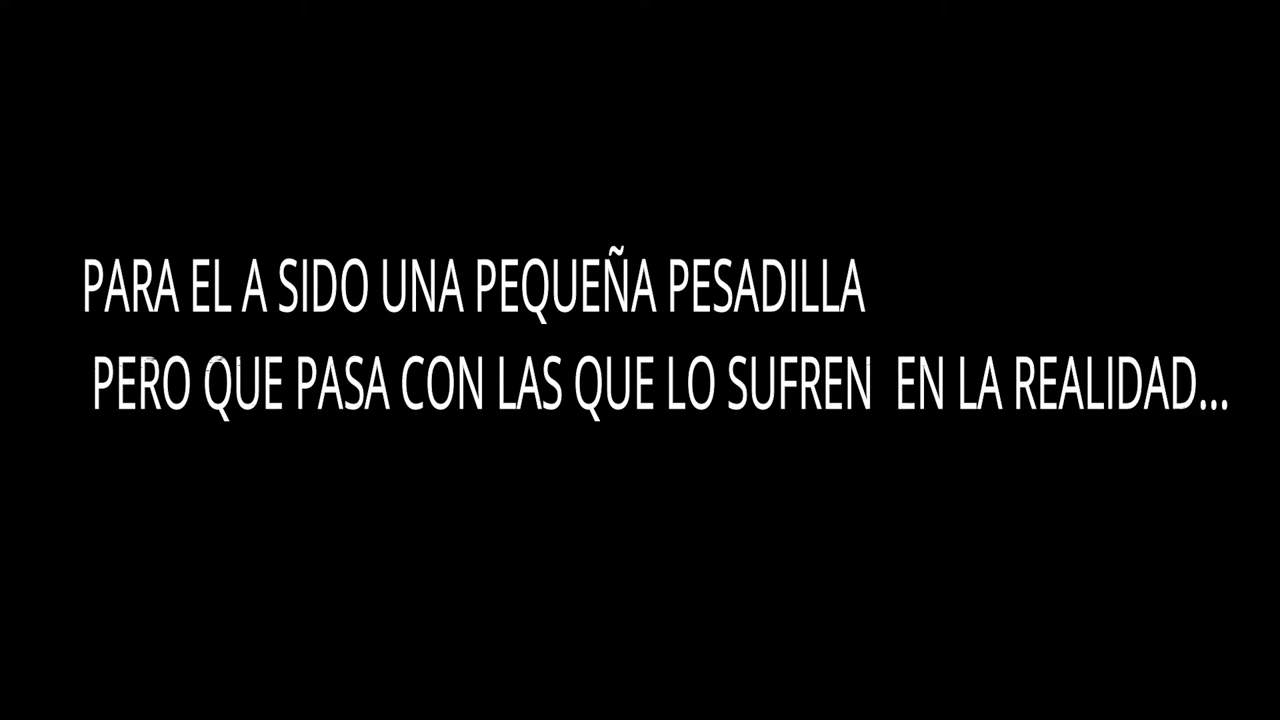 PARA EL A SIDO UNA PEQUEÑA PESADILLA
PERO QUE PASA CON LAS QUE LO SUFREN EN LA REALIDAD...